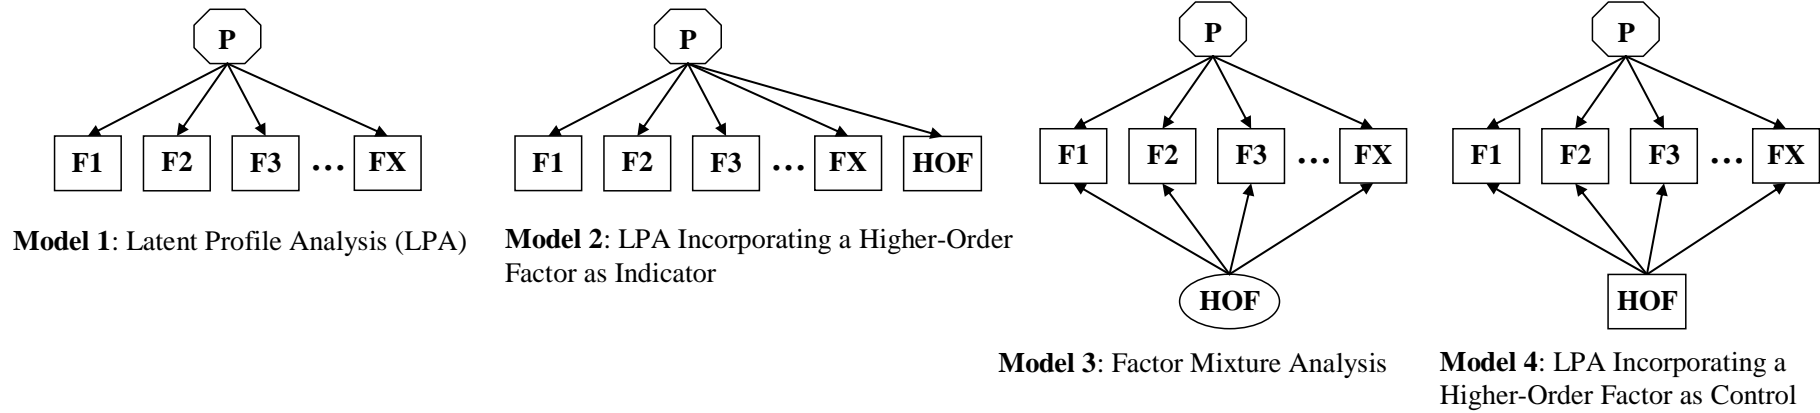 P
F1 F2 F3 ... FX
Model 1: Latent Profile Analysis (LPA)
P
F1 F2 F3 ... FX HOF
Model 2: LPA Incorporating a Higher-Order
Factor as Indicator
P
F1 F2 F3 ... FX
HOF
Model 3: Factor Mixture Analysis
P
F1 F2 F3 ... FX
HOF
Model 4: LPA Incorporating a
Higher-Order Factor as Control